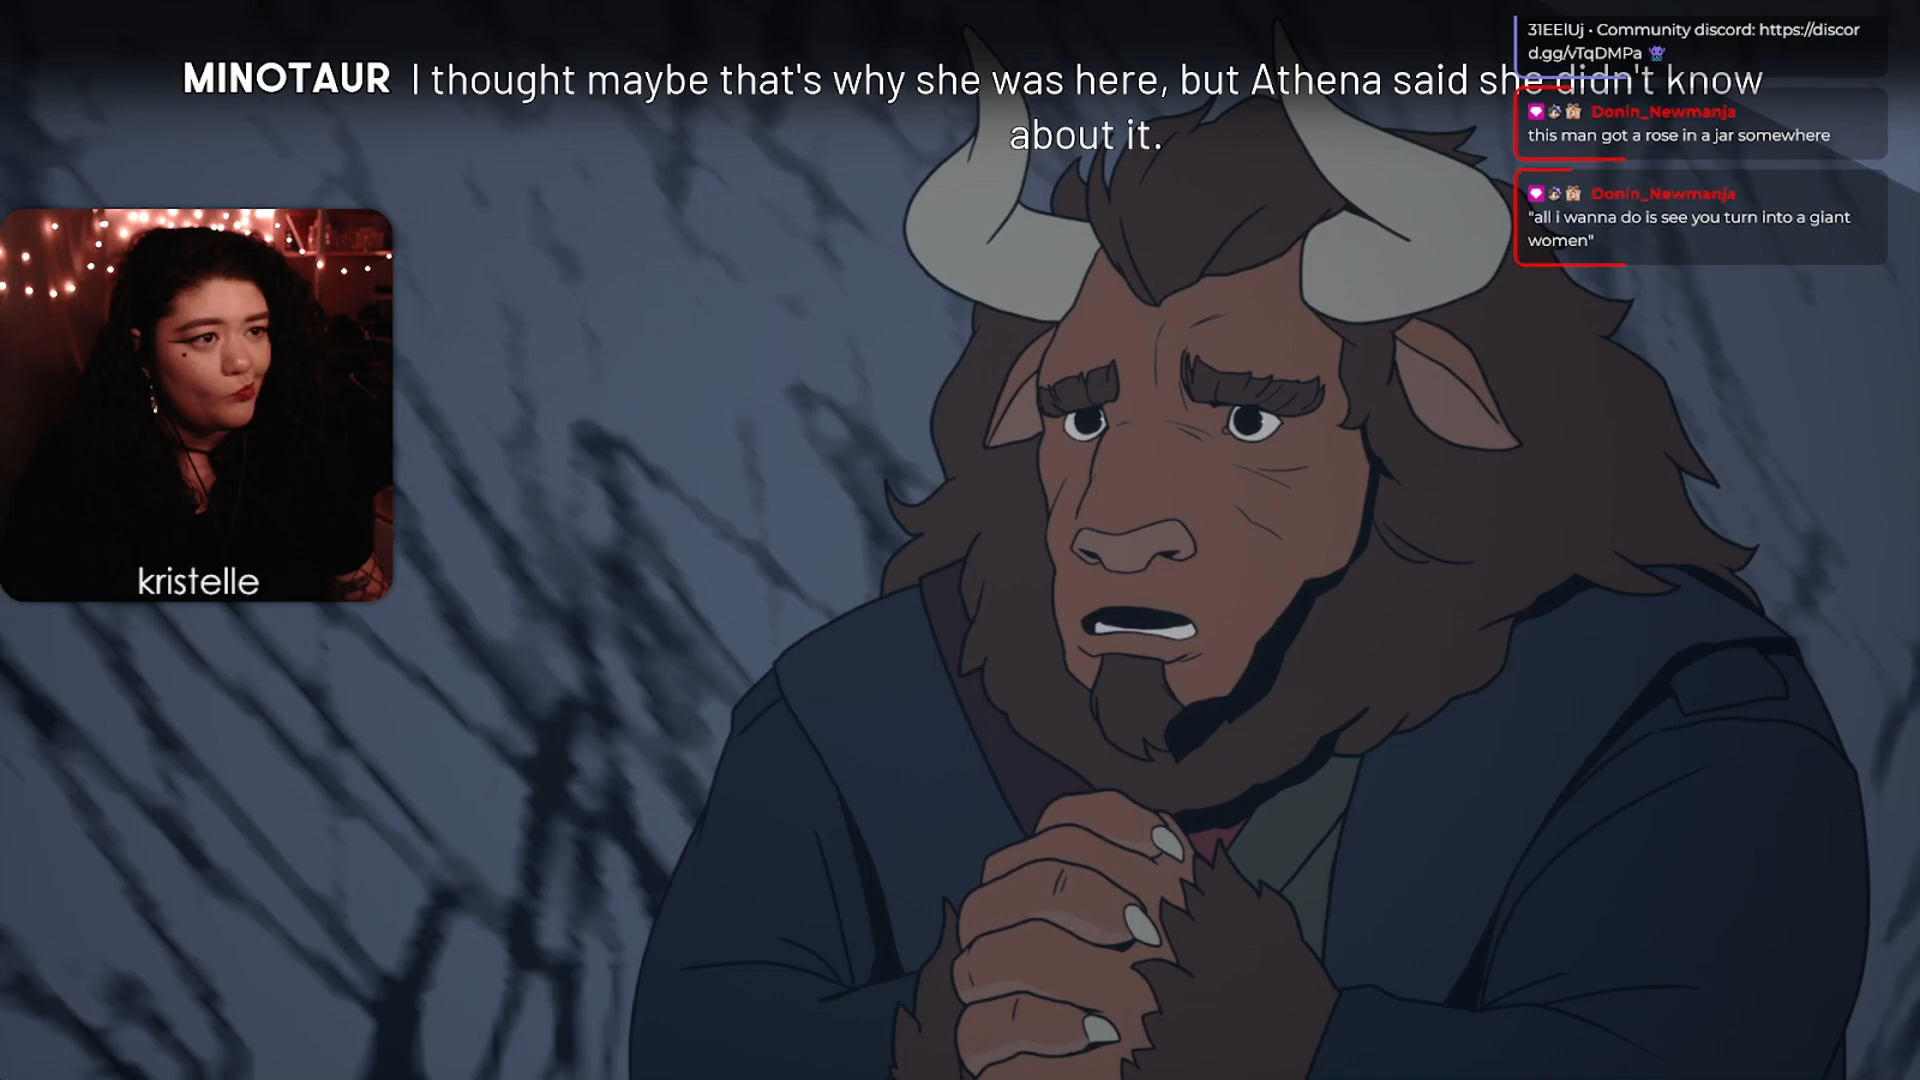 31EElUj • Community discord: https://discor
d.gg/vTqDMPa
MINOTAUR I thought maybe that's why she was here, but Athena said she didn't know
about it.
Donin_Newmanja
this man got a rose in a jar somewhere
Donin_Newmanja
"all i wanna do is see you turn into a giant
women"
kristelle